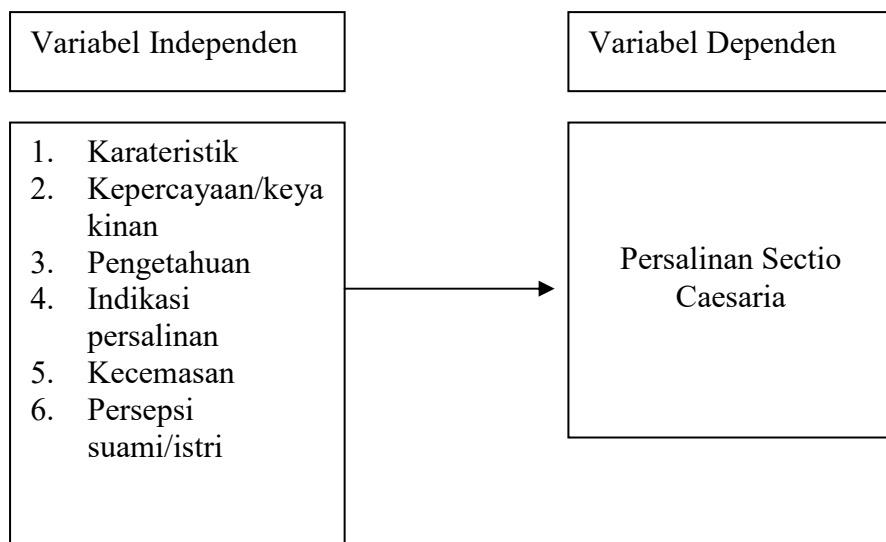 Variabel Independen
Variabel Dependen
1. Karateristik
2. Kepercayaan/keya
kinan
3. Pengetahuan
4. Indikasi
persalinan
5. Kecemasan
6. Persepsi
suami/istri
Persalinan Sectio
Caesaria